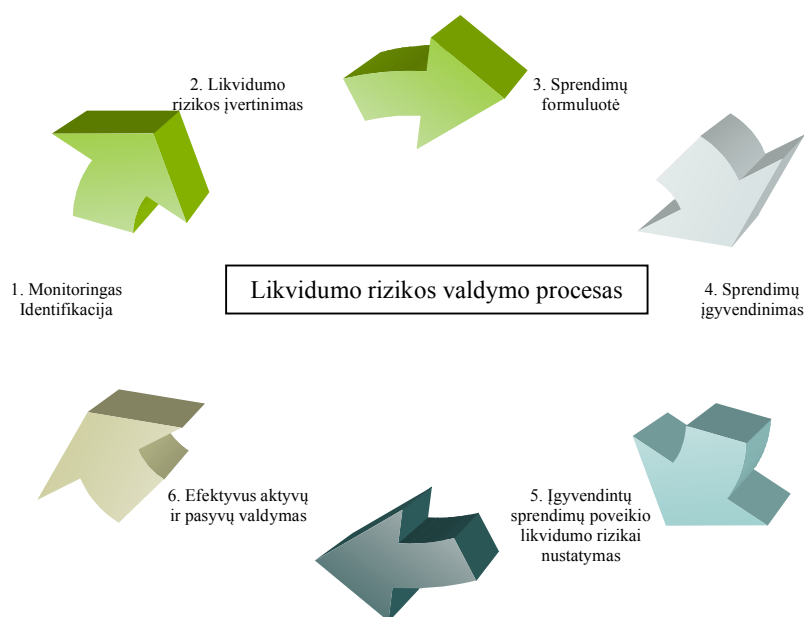 2. Likvidumo
rizikos įvertinimas
3. Sprendimų
formuluotė
1. Monitoringas
Identifikacija
Likvidumo rizikos valdymo procesas
4. Sprendimų
įgyvendinimas
6. Efektyvus aktyvų
ir pasyvų valdymas
5. Įgyvendintų
sprendimų poveikio
likvidumo rizikai
nustatymas